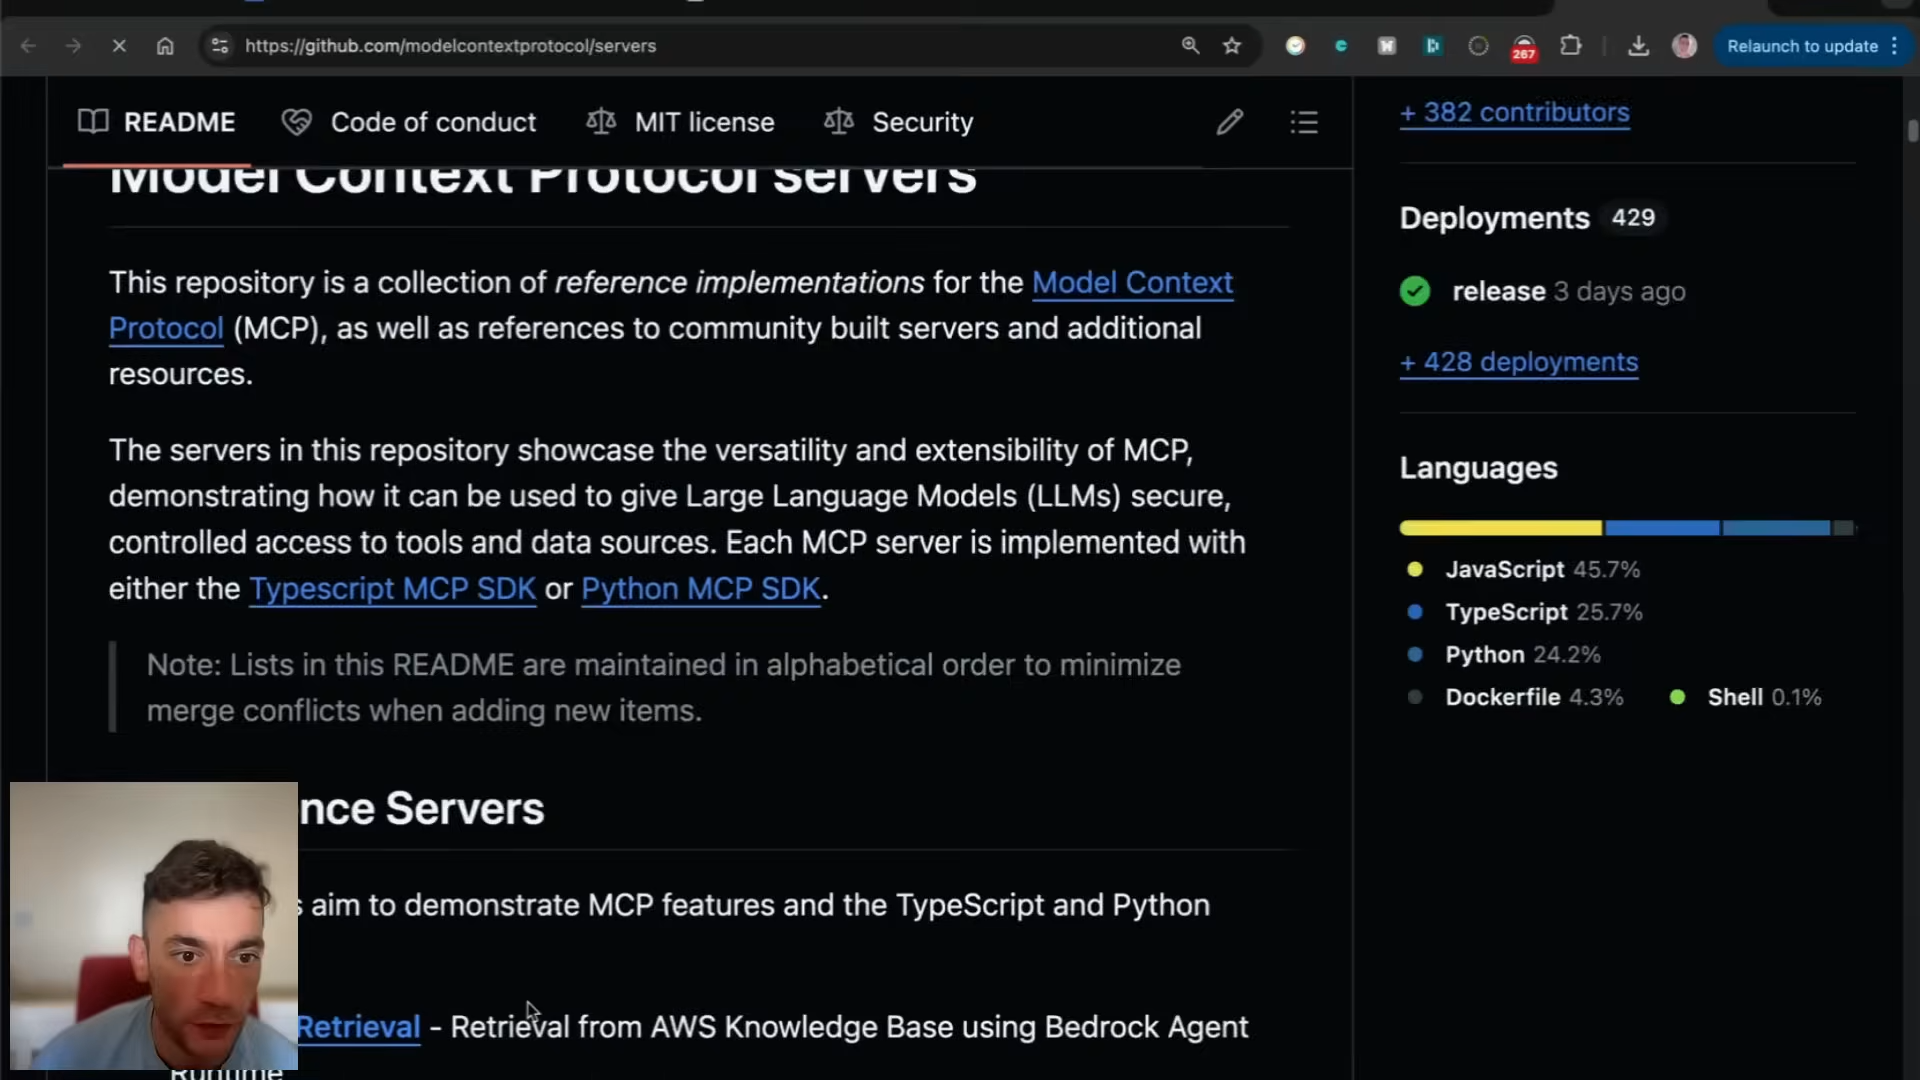 https://github.com/modelcontextprotocol/servers
267
Relaunch to update
README
Code of conduct
MIT license
Security
Model Context Protocol servers
This repository is a collection of reference implementations for the Model Context
Protocol (MCP), as well as references to community built servers and additional
resources.
The servers in this repository showcase the versatility and extensibility of MCP,
demonstrating how it can be used to give Large Language Models (LLMs) secure,
controlled access to tools and data sources. Each MCP server is implemented with
either the Typescript MCP SDK or Python MCP SDK.
Note: Lists in this README are maintained in alphabetical order to minimize
merge conflicts when adding new items.
nce Servers
s aim to demonstrate MCP features and the TypeScript and Python
Retrieval - Retrieval from AWS Knowledge Base using Bedrock Agent
Runtime
+ 382 contributors
Deployments 429
release 3 days ago
+ 428 deployments
Languages
JavaScript 45.7%
TypeScript 25.7%
Python 24.2%
Dockerfile 4.3%
Shell 0.1%